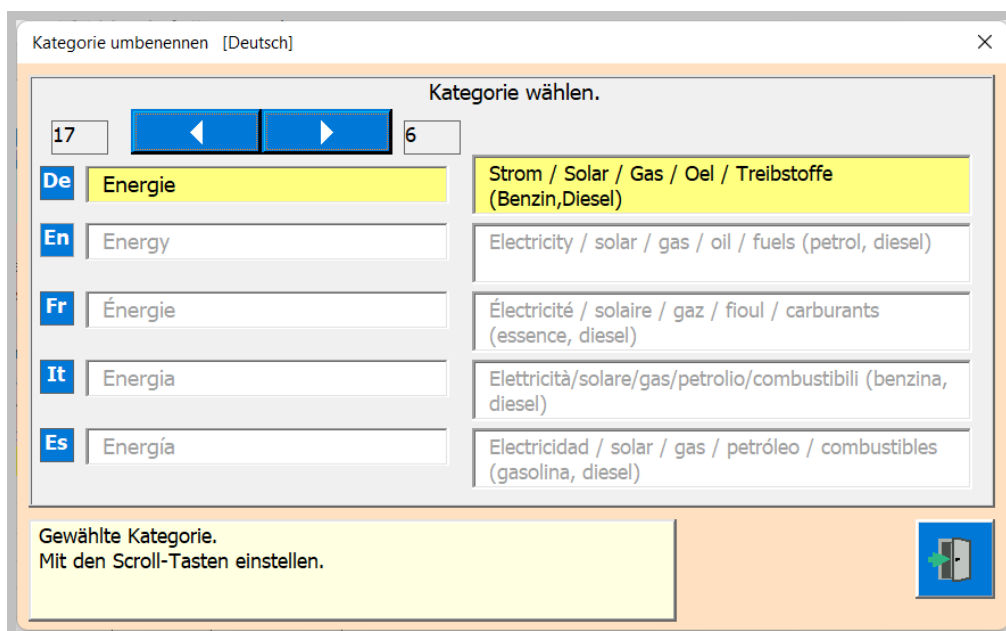 Kategorie umbenennen [Deutsch]
Kategorie wählen.
17
6
De
Energie
Strom / Solar / Gas / Oel / Treibstoffe
(Benzin,Diesel)
En
Energy
Electricity / solar / gas / oil / fuels (petrol, diesel)
Fr
Énergie
Électricité / solaire / gaz / fioul / carburants
(essence, diesel)
It
Energia
Elettricità/solare/gas/petrolio/combustibili (benzina,
diesel)
Es
Energía
Electricidad / solar / gas / petróleo / combustibles
(gasolina, diesel)
Gewählte Kategorie.
Mit den Scroll-Tasten einstellen.